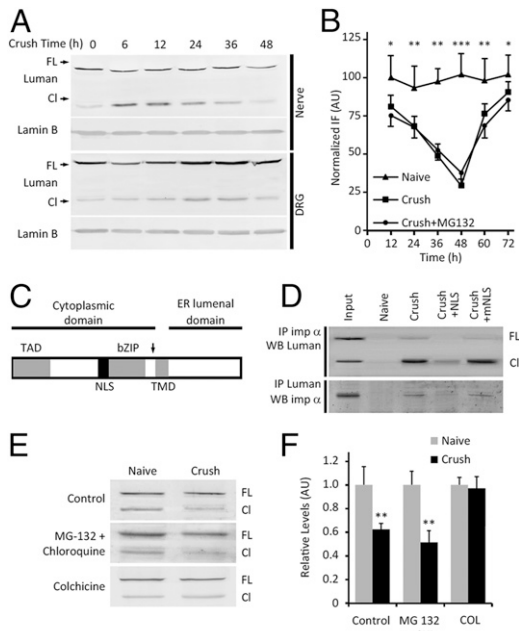 A
Crush Time (h) 0 6 12 24 36 48
FL
Luman
Cl
Lamin B
Nerve
FL
Luman
Cl
Lamin B
DRG
B
* ** ** *** ** *
Normalized IF (AU)
125
100
75
50
25
0
Naive
Crush
Crush+MG132
0 12 24 36 48 60 72
Time (h)
C
Cytoplasmic domain
ER lumenal domain
TAD bZIP
NLS TMD
D
Input Naive Crush Crush +NLS Crush +mNLS
IP imp α
WB Luman
FL
Cl
IP Luman
WB imp α
E
Naive Crush
Control
FL
Cl
MG-132 +
Chloroquine
FL
Cl
Colchicine
FL
Cl
F
Naive
Crush
Relative Levels (AU)
1.4
1.2
1.0
0.8
0.6
0.4
0.2
0
** **
Control MG 132 COL